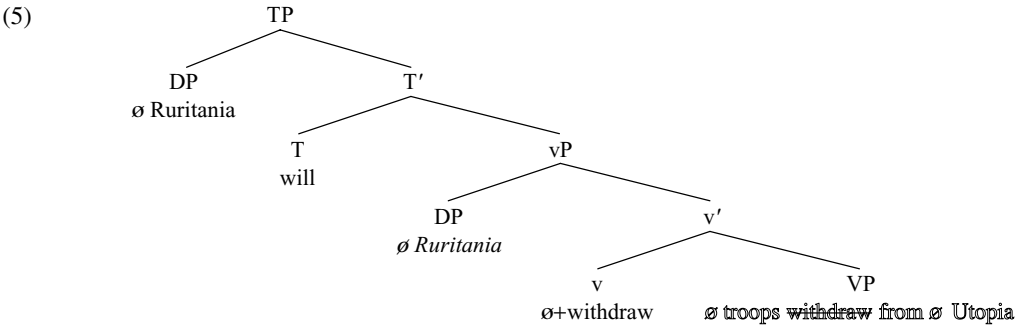 (5) TP
DP T′
ø Ruritania
T vP
will
DP v′
ø Ruritania
v VP
ø+withdraw ø troops withdraw from ø Utopia